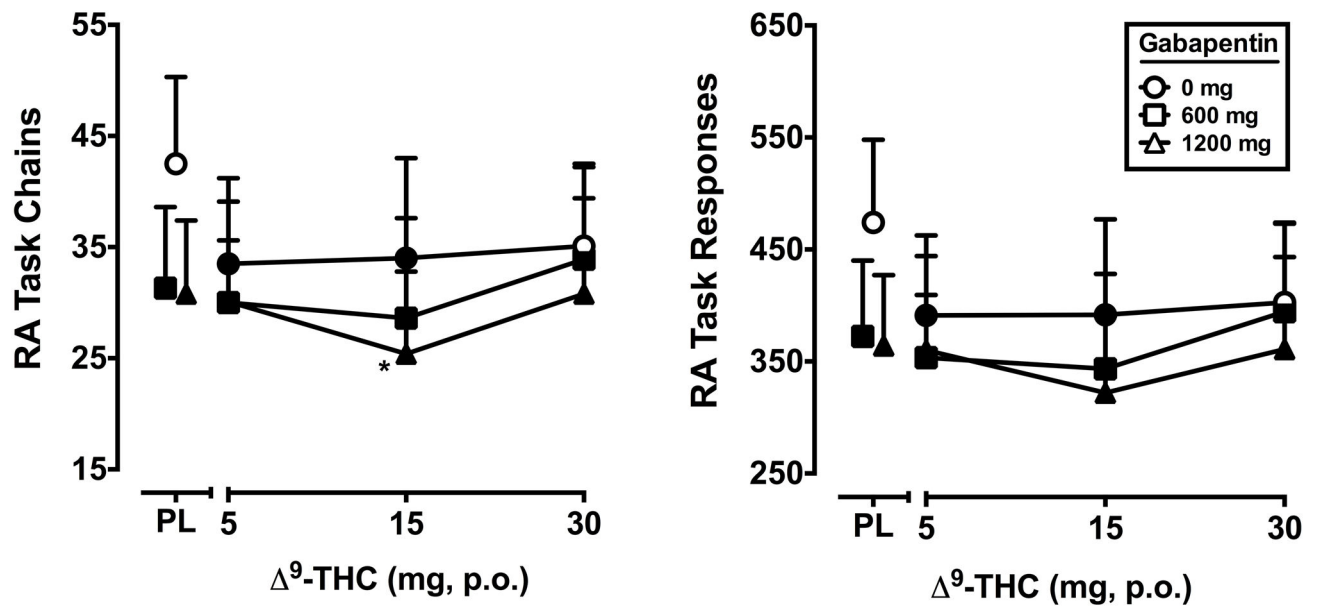 55
45
35
25
15
RA Task Chains
*
PL 5 15 30
Δ⁹-THC (mg, p.o.)
650
550
450
350
250
RA Task Responses
Gabapentin
0 mg
600 mg
1200 mg
PL 5 15 30
Δ⁹-THC (mg, p.o.)